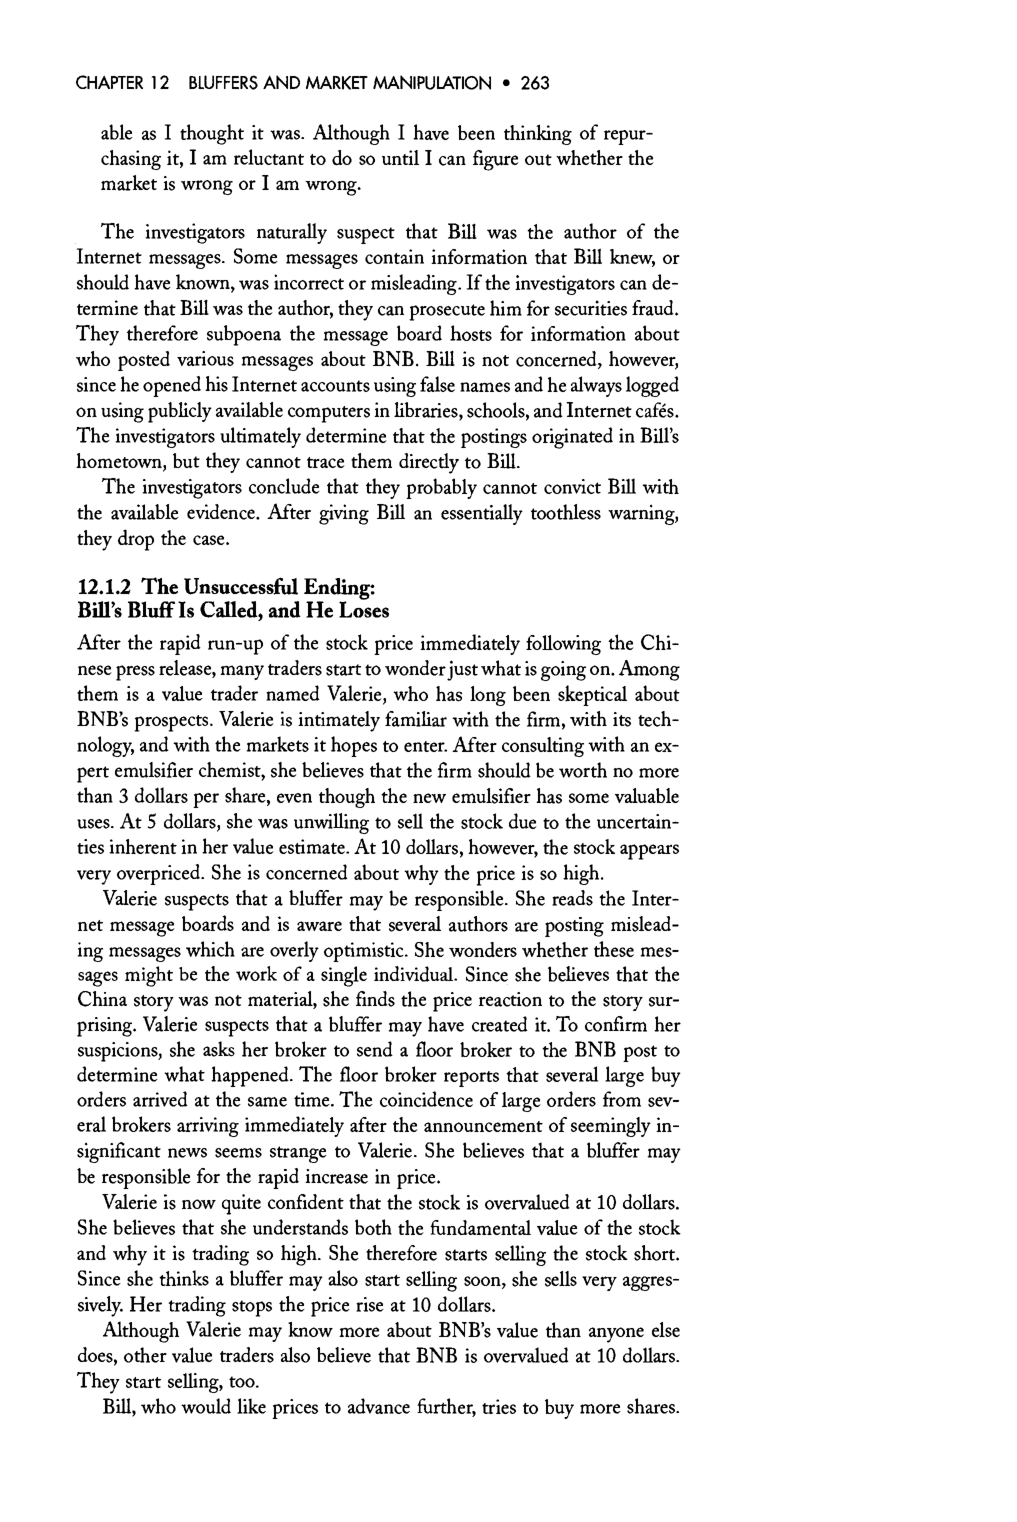 CHAPTER 12 BLUFFERS AND MARKET MANIPULATION • 263
able as I thought it was. Although I have been thinking of repur-
chasing it, I am reluctant to do so until I can figure out whether the
market is wrong or I am wrong.
The investigators naturally suspect that Bill was the author of the
Internet messages. Some messages contain information that Bill knew, or
should have known, was incorrect or misleading. If the investigators can de-
termine that Bill was the author, they can prosecute him for securities fraud.
They therefore subpoena the message board hosts for information about
who posted various messages about BNB. Bill is not concerned, however,
since he opened his Internet accounts using false names and he always logged
on using publicly available computers in libraries, schools, and Internet cafés.
The investigators ultimately determine that the postings originated in Bill's
hometown, but they cannot trace them directly to Bill.
The investigators conclude that they probably cannot convict Bill with
the available evidence. After giving Bill an essentially toothless warning,
they drop the case.
12.1.2 The Unsuccessful Ending:
Bill's Bluff Is Called, and He Loses
After the rapid run-up of the stock price immediately following the Chi-
nese press release, many traders start to wonder just what is going on. Among
them is a value trader named Valerie, who has long been skeptical about
BNB's prospects. Valerie is intimately familiar with the firm, with its tech-
nology, and with the markets it hopes to enter. After consulting with an ex-
pert emulsifier chemist, she believes that the firm should be worth no more
than 3 dollars per share, even though the new emulsifier has some valuable
uses. At 5 dollars, she was unwilling to sell the stock due to the uncertain-
ties inherent in her value estimate. At 10 dollars, however, the stock appears
very overpriced. She is concerned about why the price is so high.
Valerie suspects that a bluffer may be responsible. She reads the Inter-
net message boards and is aware that several authors are posting mislead-
ing messages which are overly optimistic. She wonders whether these mes-
sages might be the work of a single individual. Since she believes that the
China story was not material, she finds the price reaction to the story sur-
prising. Valerie suspects that a bluffer may have created it. To confirm her
suspicions, she asks her broker to send a floor broker to the BNB post to
determine what happened. The floor broker reports that several large buy
orders arrived at the same time. The coincidence of large orders from sev-
eral brokers arriving immediately after the announcement of seemingly in-
significant news seems strange to Valerie. She believes that a bluffer may
be responsible for the rapid increase in price.
Valerie is now quite confident that the stock is overvalued at 10 dollars.
She believes that she understands both the fundamental value of the stock
and why it is trading so high. She therefore starts selling the stock short.
Since she thinks a bluffer may also start selling soon, she sells very aggres-
sively. Her trading stops the price rise at 10 dollars.
Although Valerie may know more about BNB's value than anyone else
does, other value traders also believe that BNB is overvalued at 10 dollars.
They start selling, too.
Bill, who would like prices to advance further, tries to buy more shares.